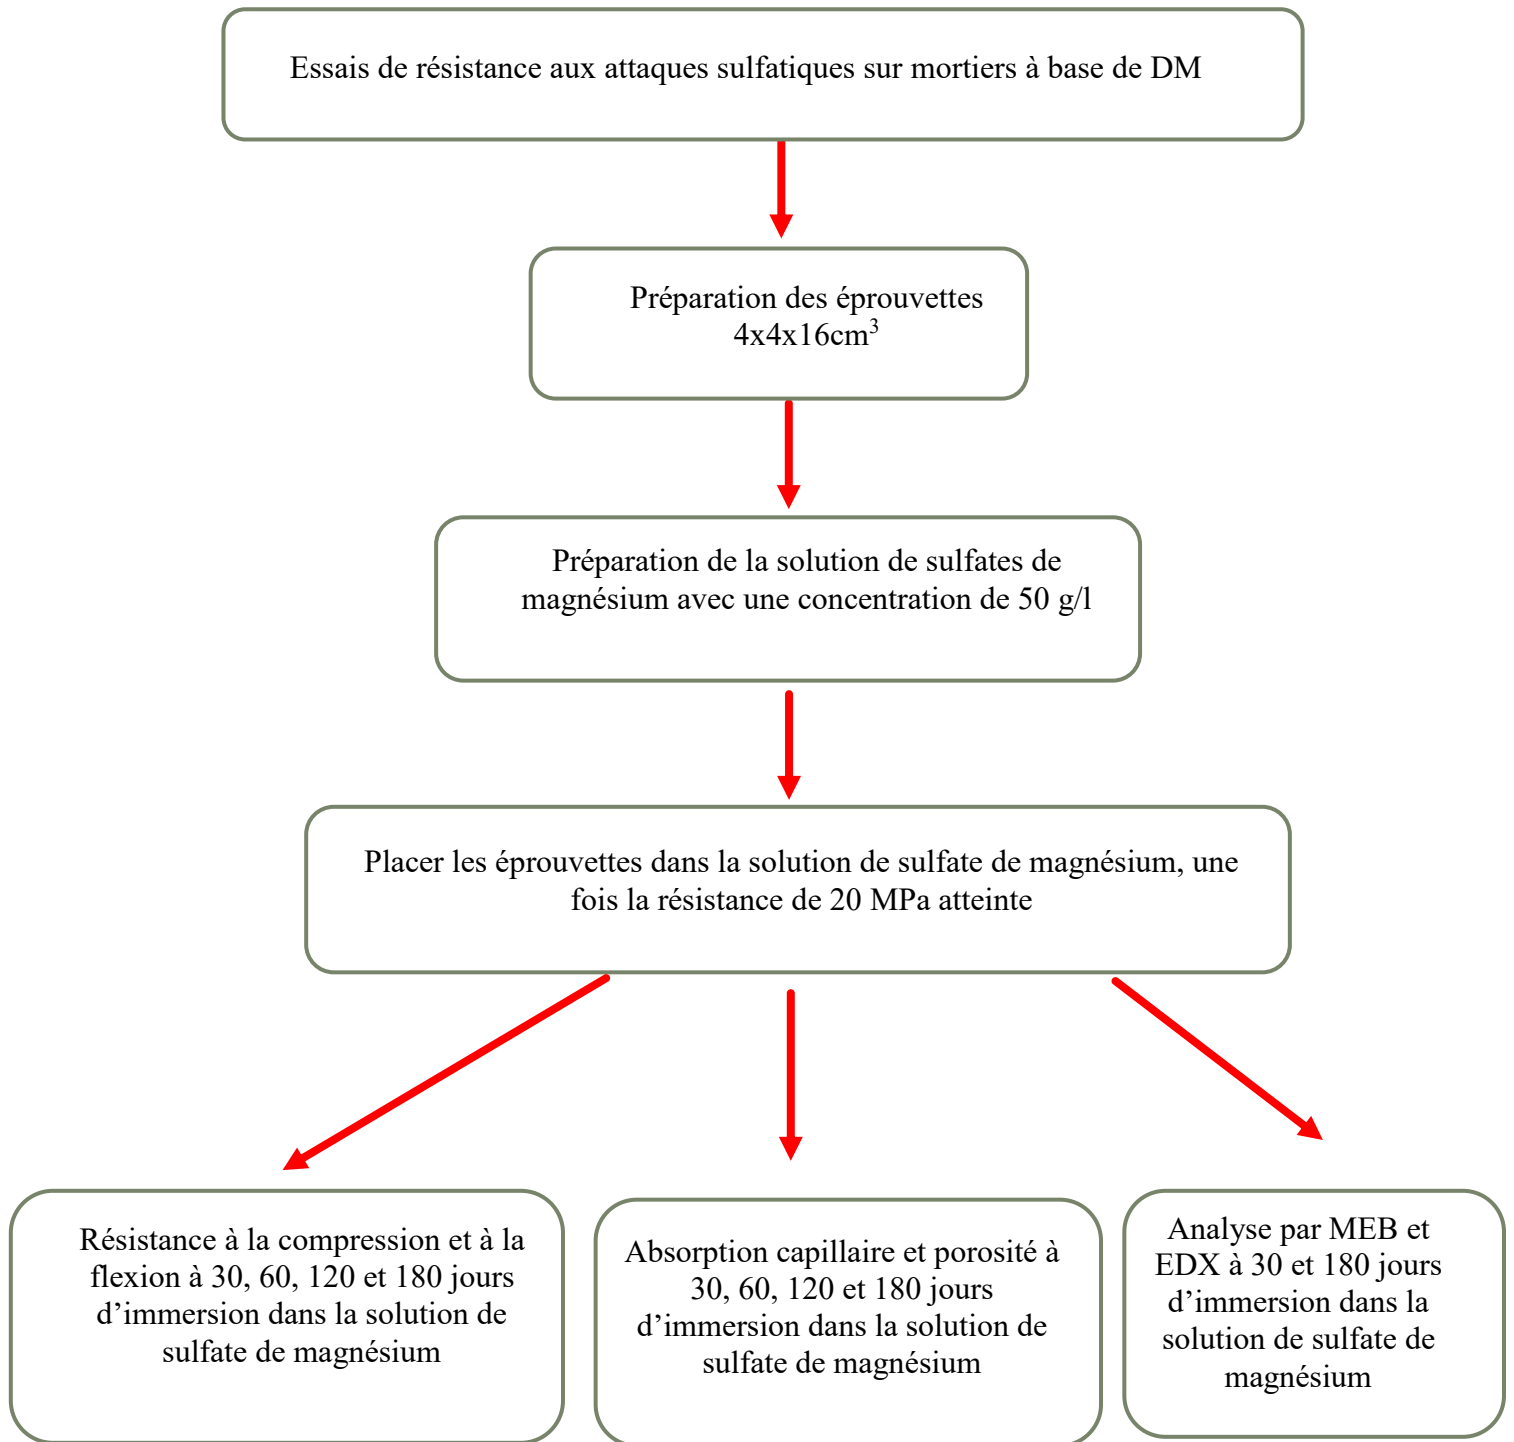 Essais de résistance aux attaques sulfatiques sur mortiers à base de DM
Préparation des éprouvettes
4x4x16cm³
Préparation de la solution de sulfates de
magnésium avec une concentration de 50 g/l
Placer les éprouvettes dans la solution de sulfate de magnésium, une
fois la résistance de 20 MPa atteinte
Résistance à la compression et à la
flexion à 30, 60, 120 et 180 jours
d’immersion dans la solution de
sulfate de magnésium
Absorption capillaire et porosité à
30, 60, 120 et 180 jours
d’immersion dans la solution de
sulfate de magnésium
Analyse par MEB et
EDX à 30 et 180 jours
d’immersion dans la
solution de sulfate de
magnésium